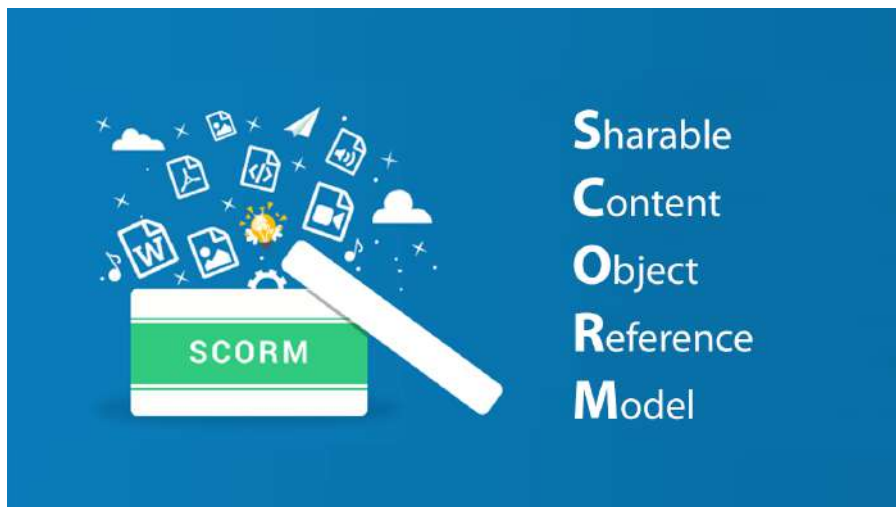 SCORM
W
</>
Sharable
Content
Object
Reference
Model